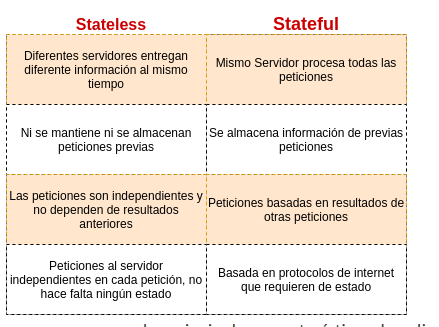 Stateless
Stateful
Diferentes servidores entregan
diferente información al mismo
tiempo
Mismo Servidor procesa todas las
peticiones
Ni se mantiene ni se almacenan
peticiones previas
Se almacena información de previas
peticiones
Las peticiones son independientes y
no dependen de resultados
anteriores
Peticiones basadas en resultados de
otras peticiones
Peticiones al servidor
independientes en cada petición, no
hace falta ningún estado
Basada en protocolos de internet
que requieren de estado